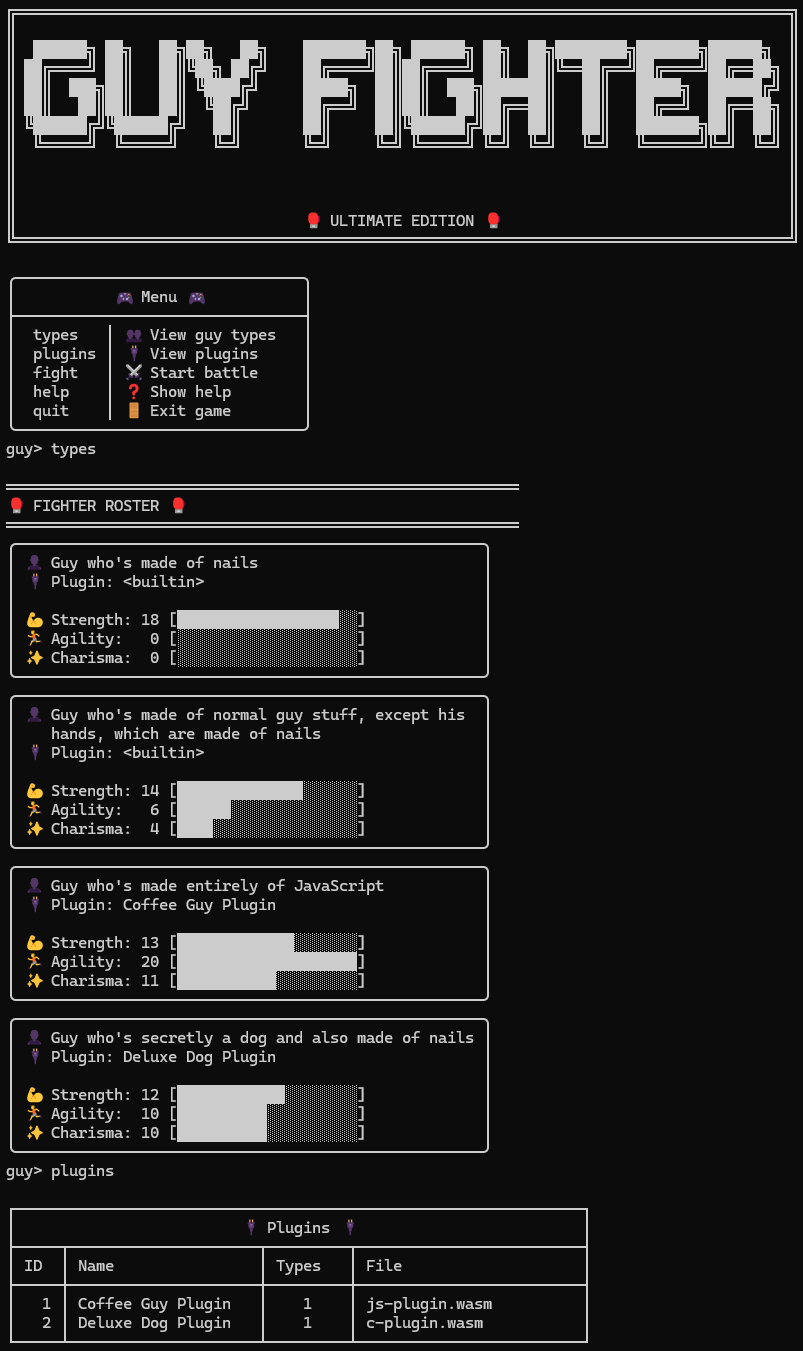 GUY FIGHTER
🥊 ULTIMATE EDITION 🥊
🎮 Menu 🎮
types 👥 View guy types
plugins 🔌 View plugins
fight ⚔️ Start battle
help ❓ Show help
quit 🚪 Exit game
guy> types
🥊 FIGHTER ROSTER 🥊
👤 Guy who's made of nails
🔌 Plugin: <builtin>
💪 Strength: 18 [██████████████████░░]
🏃 Agility: 0 [░░░░░░░░░░░░░░░░░░░░]
✨ Charisma: 0 [░░░░░░░░░░░░░░░░░░░░]
👤 Guy who's made of normal guy stuff, except his
hands, which are made of nails
🔌 Plugin: <builtin>
💪 Strength: 14 [██████████████░░░░░░]
🏃 Agility: 6 [██████░░░░░░░░░░░░░░]
✨ Charisma: 4 [████░░░░░░░░░░░░░░░░]
👤 Guy who's made entirely of JavaScript
🔌 Plugin: Coffee Guy Plugin
💪 Strength: 13 [█████████████░░░░░░░]
🏃 Agility: 20 [████████████████████]
✨ Charisma: 11 [███████████░░░░░░░░░]
👤 Guy who's secretly a dog and also made of nails
🔌 Plugin: Deluxe Dog Plugin
💪 Strength: 12 [████████████░░░░░░░░]
🏃 Agility: 10 [██████████░░░░░░░░░░]
✨ Charisma: 10 [██████████░░░░░░░░░░]
guy> plugins
🔌 Plugins 🔌
ID Name Types File
1 Coffee Guy Plugin 1 js-plugin.wasm
2 Deluxe Dog Plugin 1 c-plugin.wasm